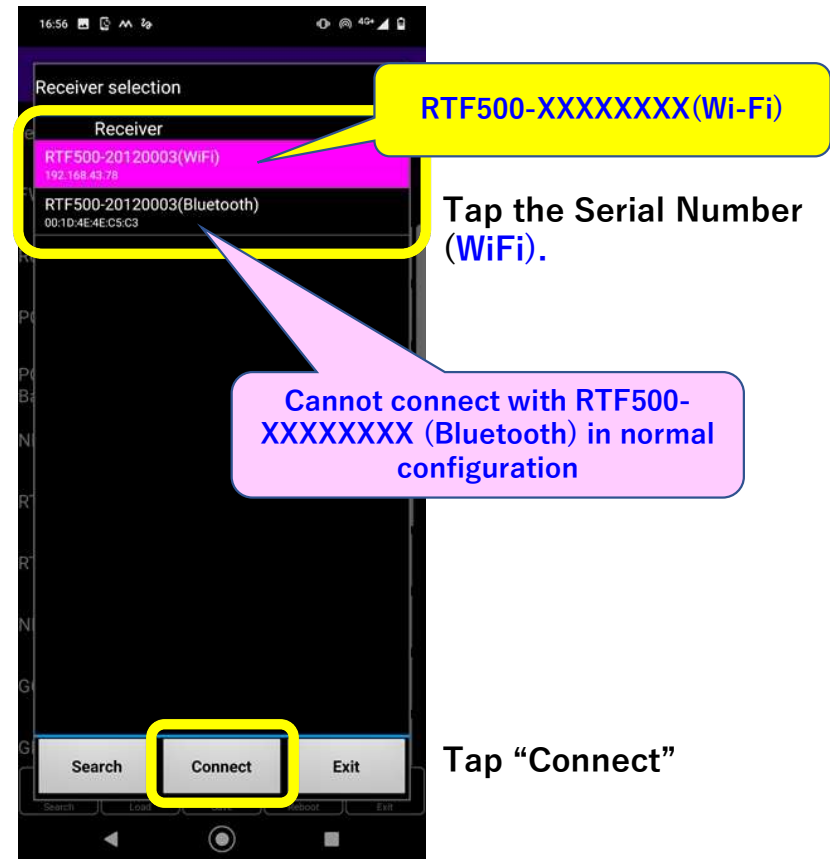 16:56
4G+
Receiver selection
RTF500-XXXXXXXX(Wi-Fi)
Receiver
RTF500-20120003(WiFi)
192.168.43.78
RTF500-20120003(Bluetooth)
00:1D:4E:4E:C5:C3
Tap the Serial Number
(WiFi).
Cannot connect with RTF500-
XXXXXXXX (Bluetooth) in normal
configuration
Search
Connect
Exit
Tap “Connect”
Search
Load
Save
Reboot
Exit